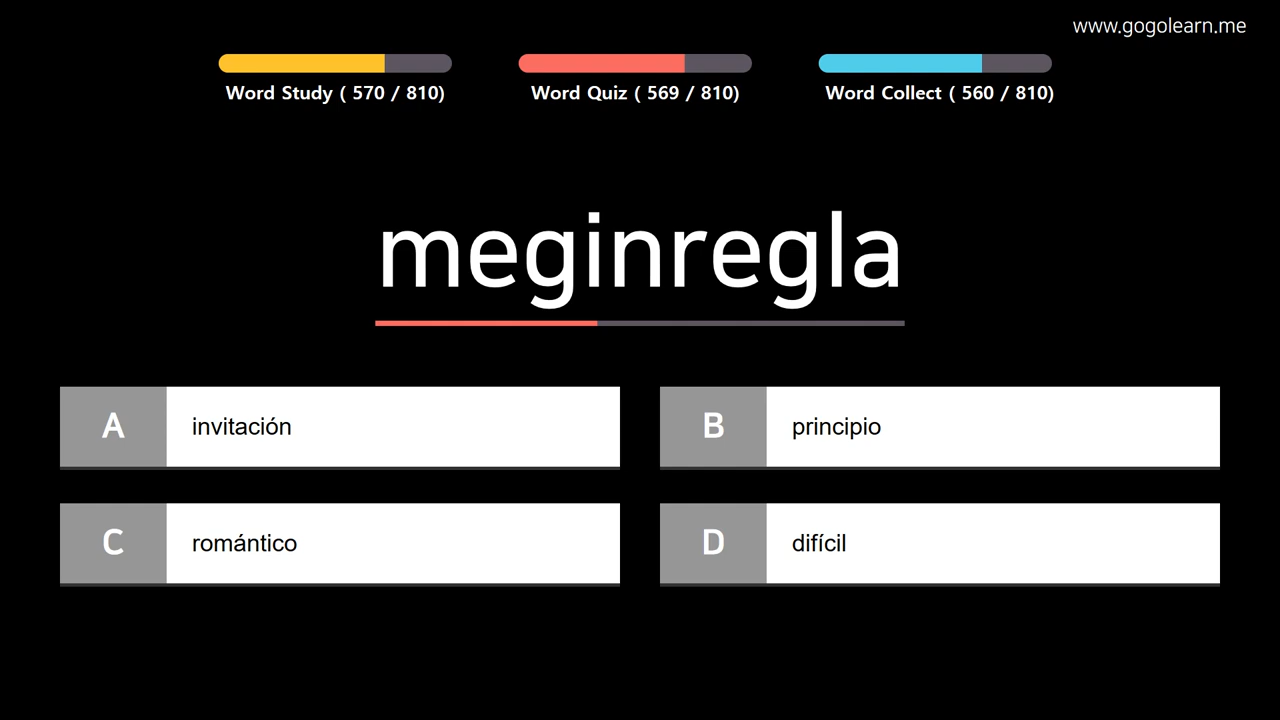 www.gogolearn.me
Word Study ( 570 / 810)
Word Quiz ( 569 / 810)
Word Collect ( 560 / 810)
meginregla
A invitación
B principio
C romántico
D difícil